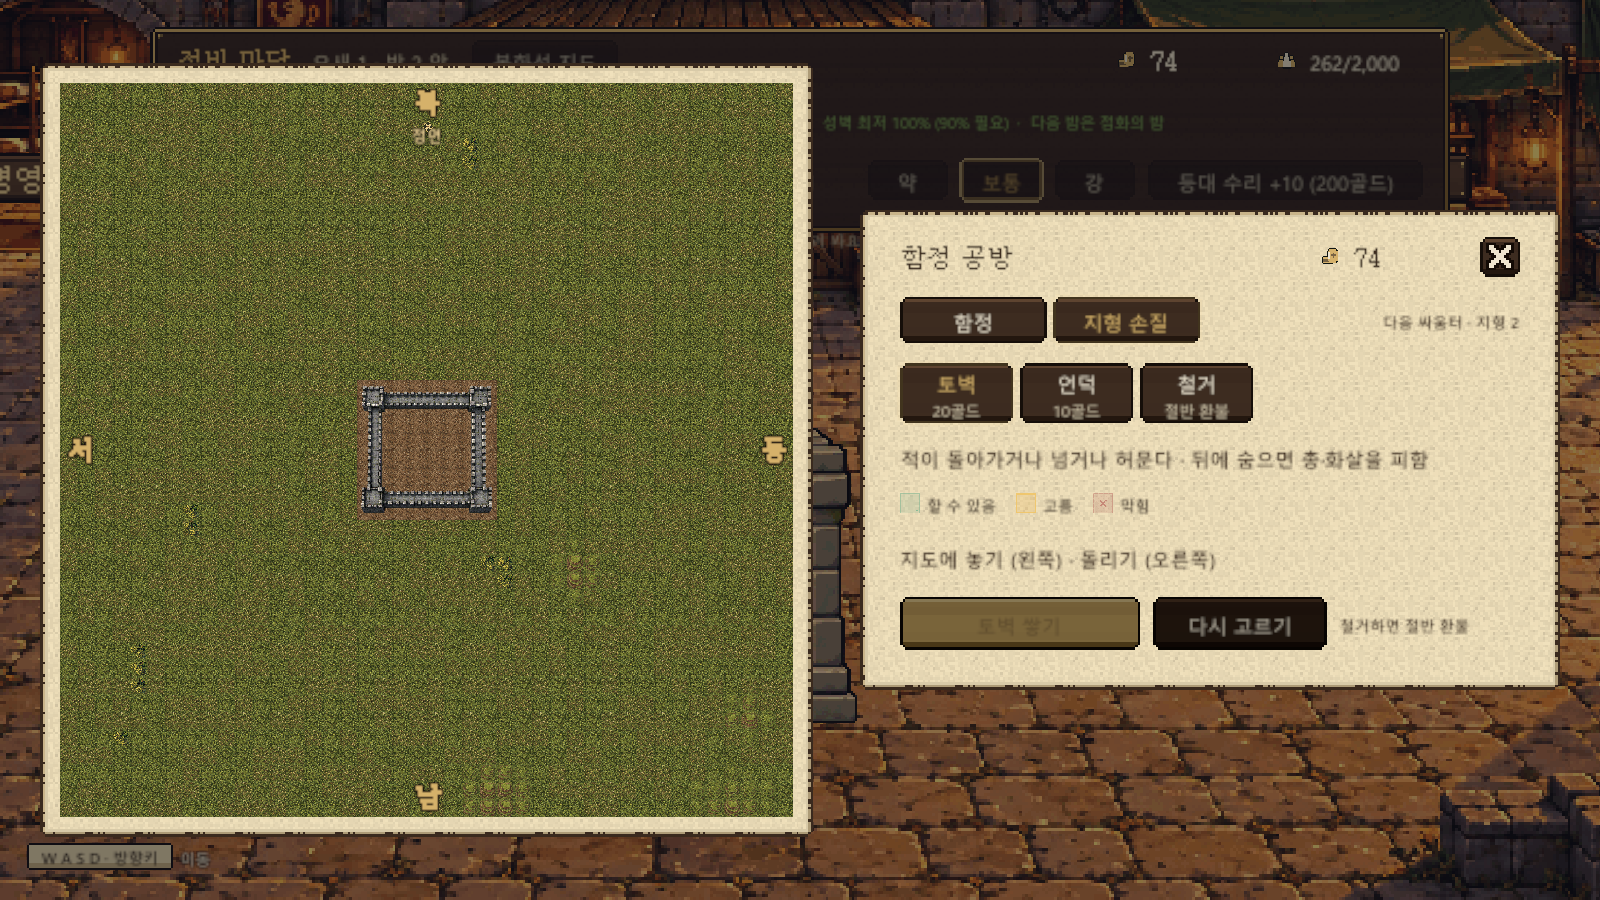 74
262/2,000
북
서
동
남
성벽 최저 100% (90% 필요) · 다음 밤은 점화의 밤
약
보통
강
등대 수리 +10 (200골드)
함정 공방
74
함정
지형 손질
다음 싸움터 · 지형 2
토벽
20골드
언덕
10골드
철거
절반 환불
적이 돌아가거나 넘거나 허문다 · 뒤에 숨으면 총·화살을 피함
할 수 있음
고름
막힘
지도에 놓기 (왼쪽) · 돌리기 (오른쪽)
토벽 쌓기
다시 고르기
철거하면 절반 환불
W A S D · 방향키
이동